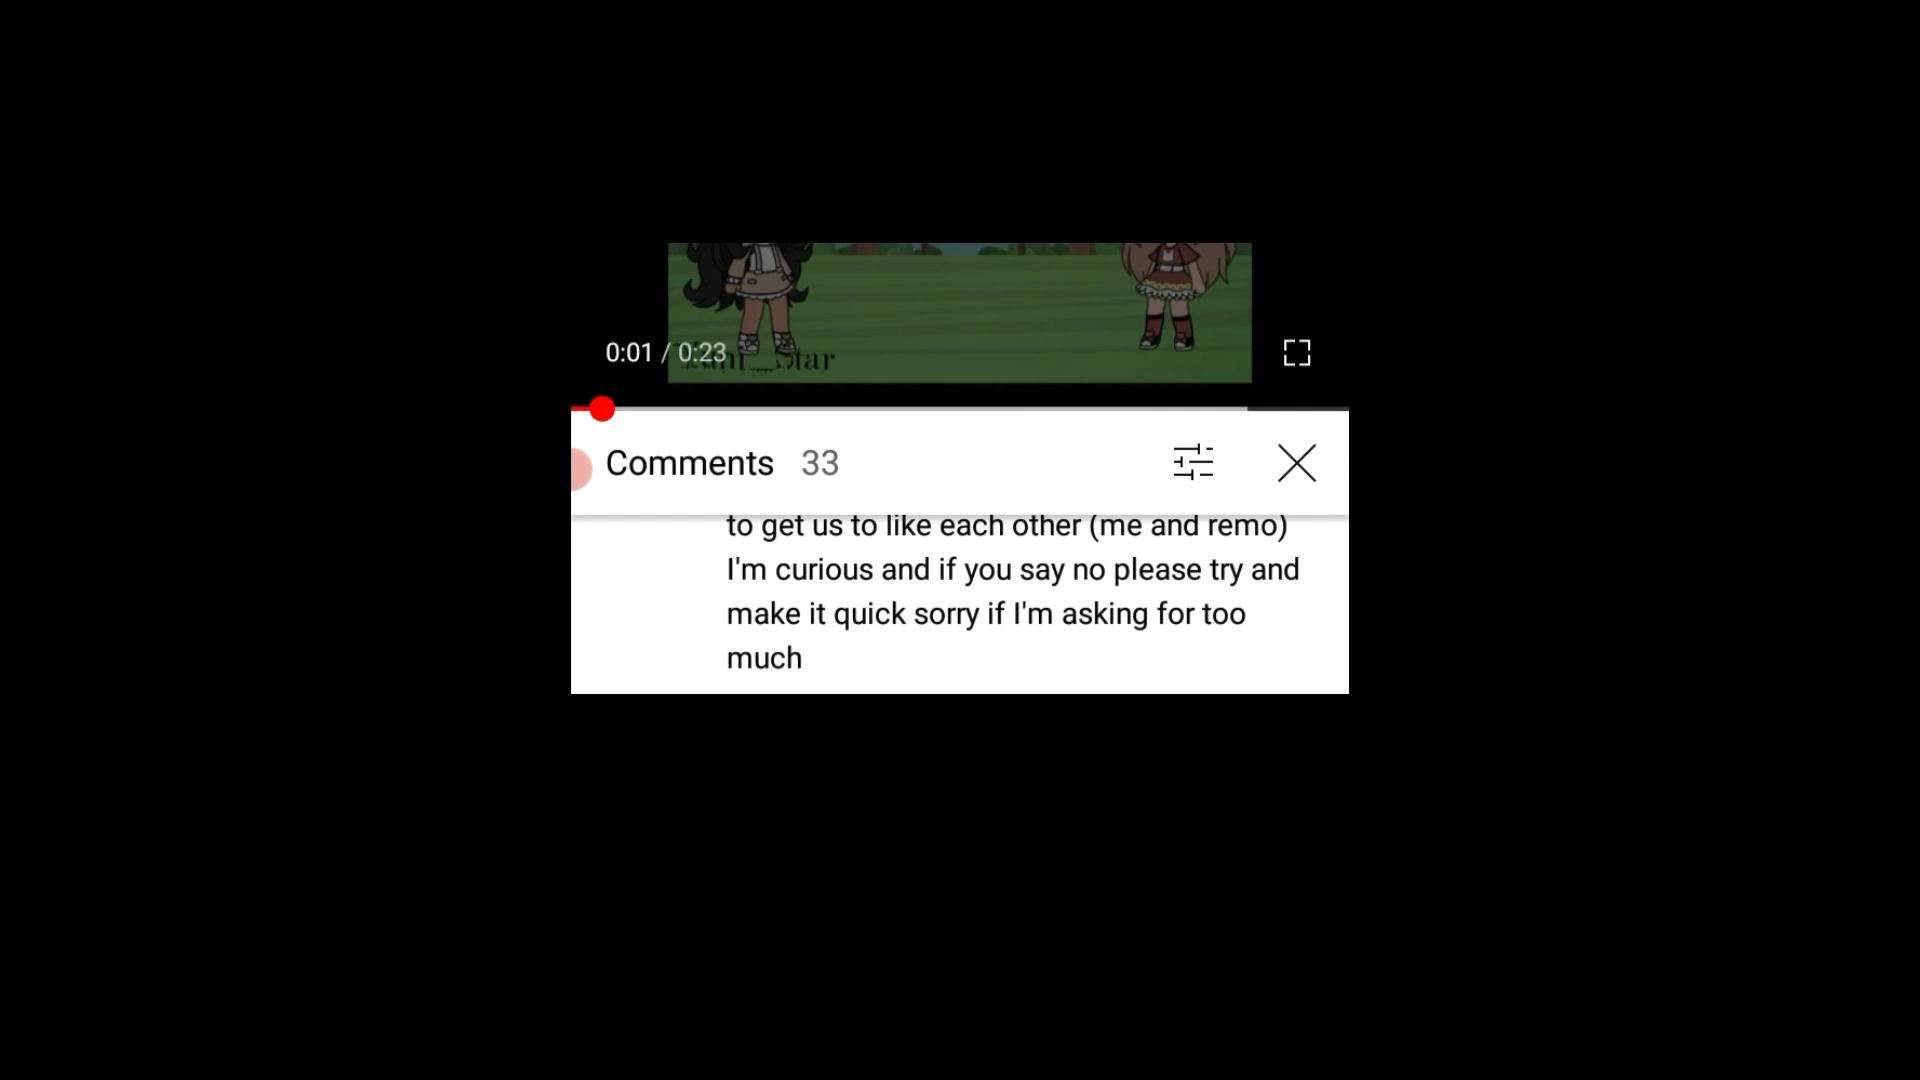 0:01 / 0:23
Comments 33
to get us to like each other (me and remo)
I'm curious and if you say no please try and
make it quick sorry if I'm asking for too
much